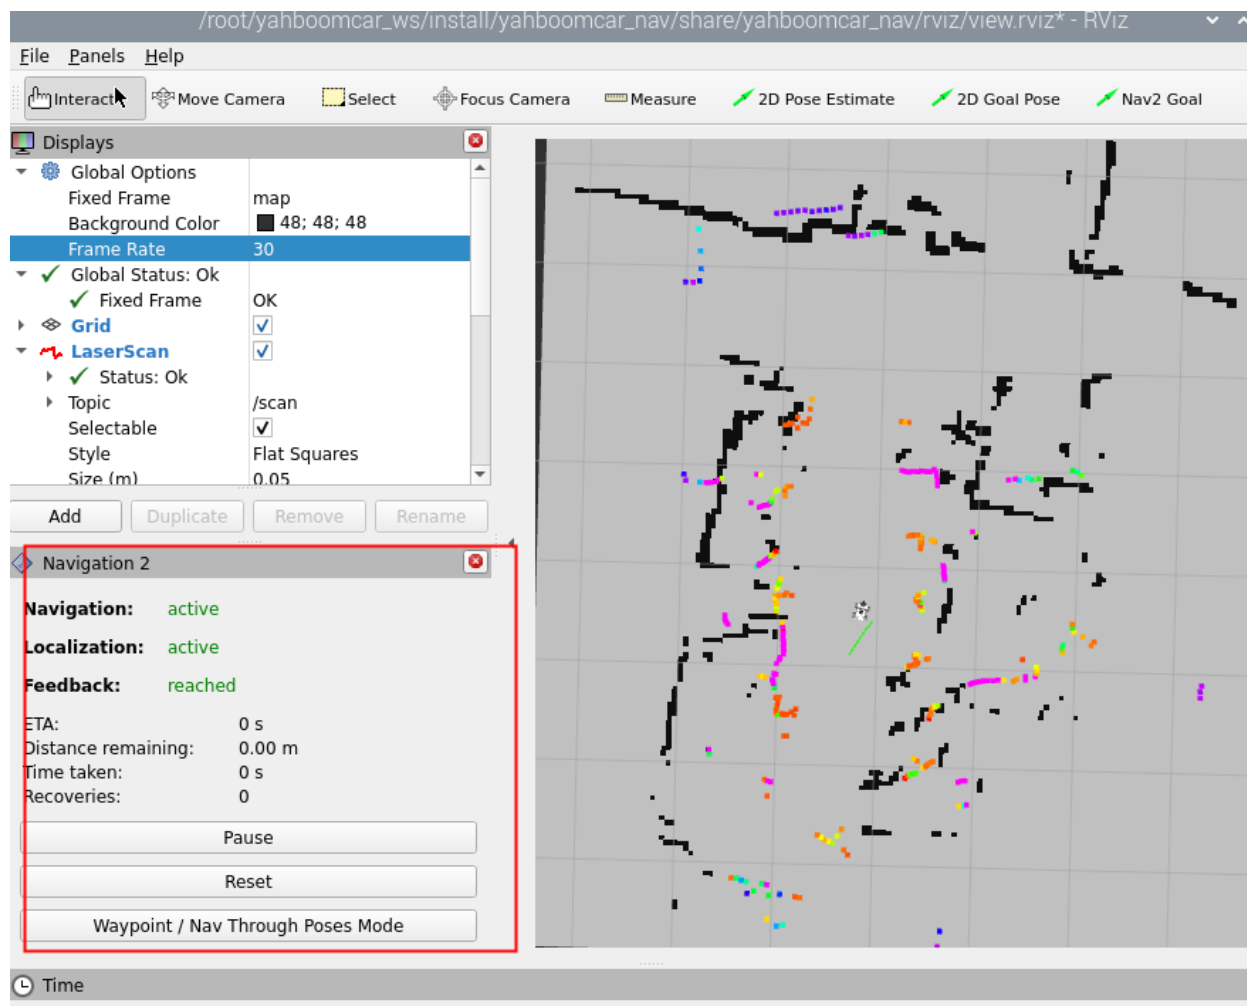 /root/yahboomcar_ws/install/yahboomcar_nav/share/yahboomcar_nav/rviz/view.rviz* - RViz
File Panels Help
Interact Move Camera Select Focus Camera Measure 2D Pose Estimate 2D Goal Pose Nav2 Goal
Displays
Global Options
Fixed Frame map
Background Color 48; 48; 48
Frame Rate 30
Global Status: Ok
Fixed Frame OK
Grid
LaserScan
Status: Ok
Topic /scan
Selectable
Style Flat Squares
Size (m) 0.05
Add Duplicate Remove Rename
Navigation 2
Navigation: active
Localization: active
Feedback: reached
ETA: 0 s
Distance remaining: 0.00 m
Time taken: 0 s
Recoveries: 0
Pause
Reset
Waypoint / Nav Through Poses Mode
Time